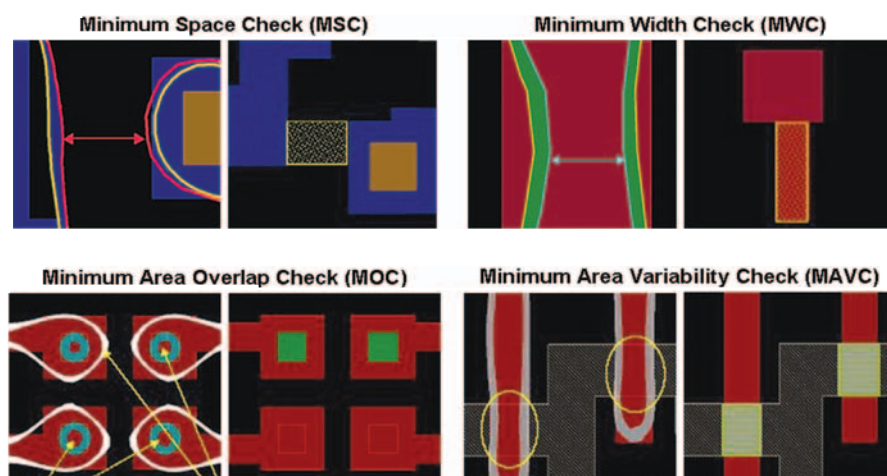 Minimum Space Check (MSC)
Minimum Width Check (MWC)
Minimum Area Overlap Check (MOC)
Minimum Area Variability Check (MAVC)